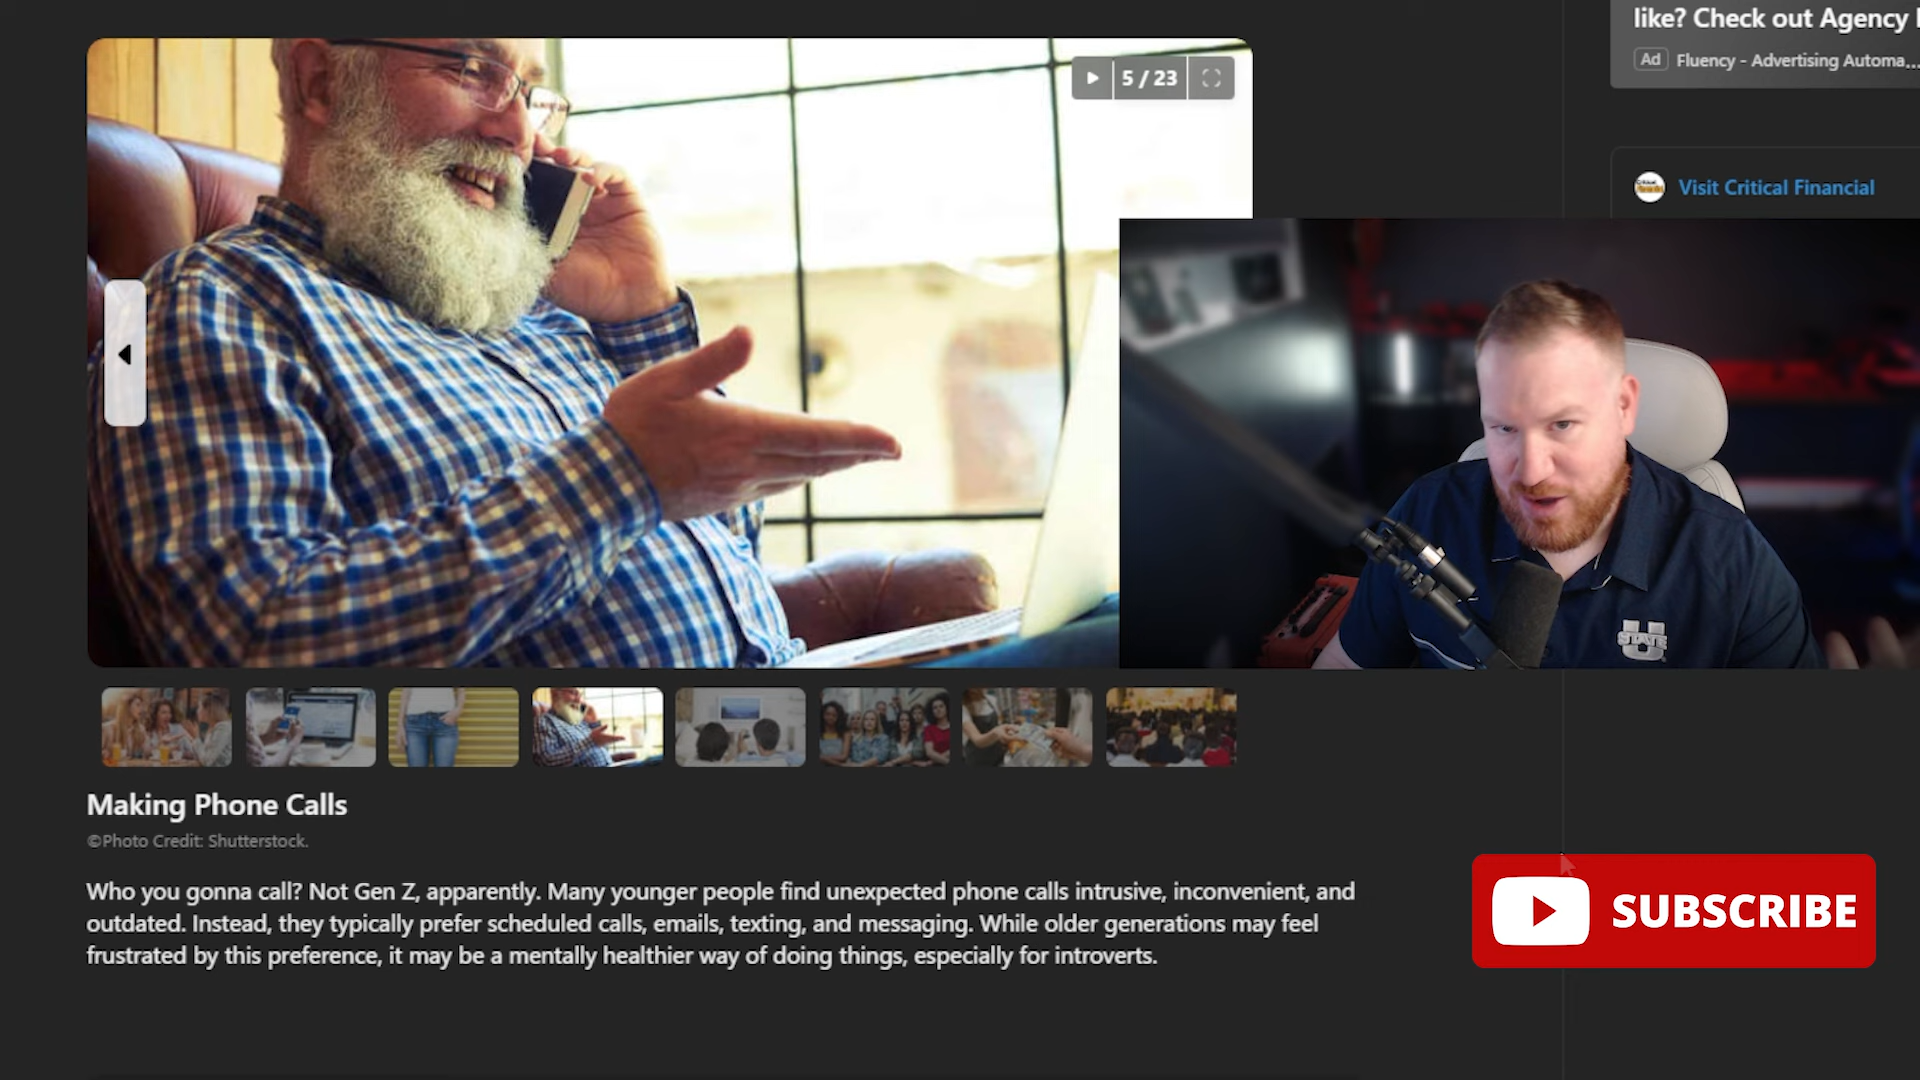 like? Check out Agency
Ad Fluency - Advertising Automa...
5 / 23
Visit Critical Financial
U
STATE
Making Phone Calls
©Photo Credit: Shutterstock.
Who you gonna call? Not Gen Z, apparently. Many younger people find unexpected phone calls intrusive, inconvenient, and
outdated. Instead, they typically prefer scheduled calls, emails, texting, and messaging. While older generations may feel
frustrated by this preference, it may be a mentally healthier way of doing things, especially for introverts.
SUBSCRIBE